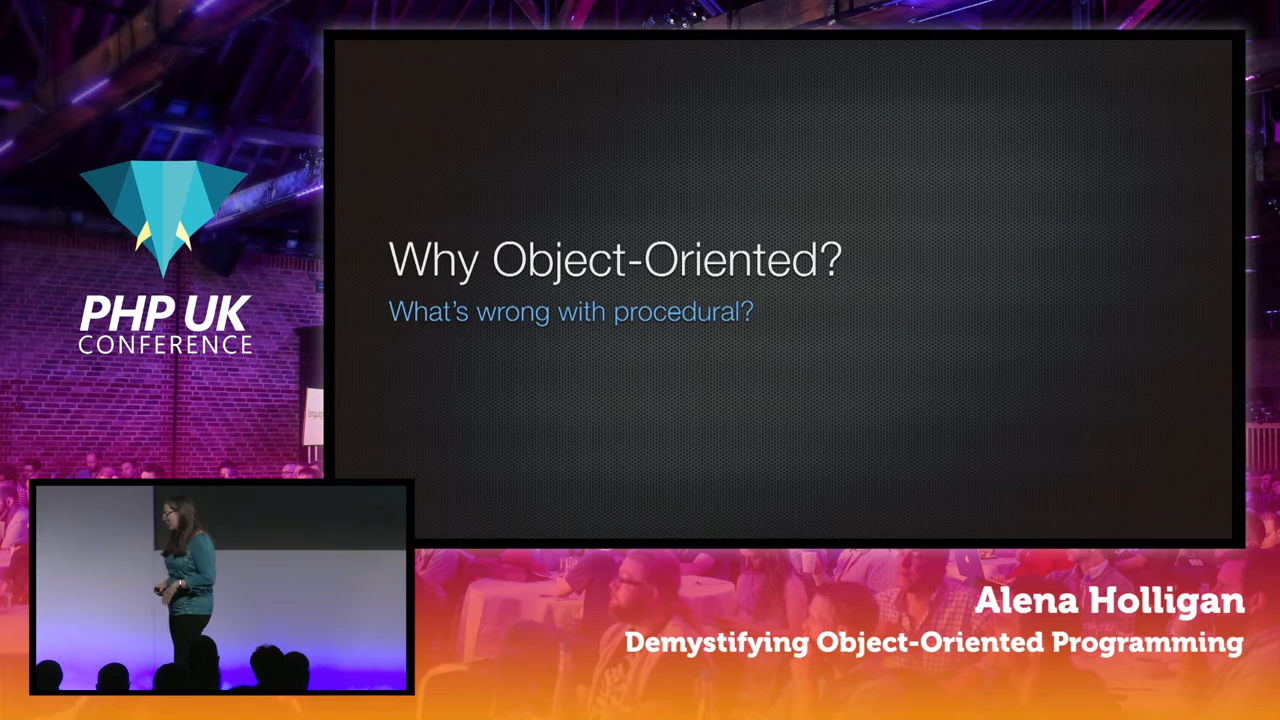 Why Object-Oriented?
What's wrong with procedural?
PHP UK
CONFERENCE
Alena Holligan
Demystifying Object-Oriented Programming